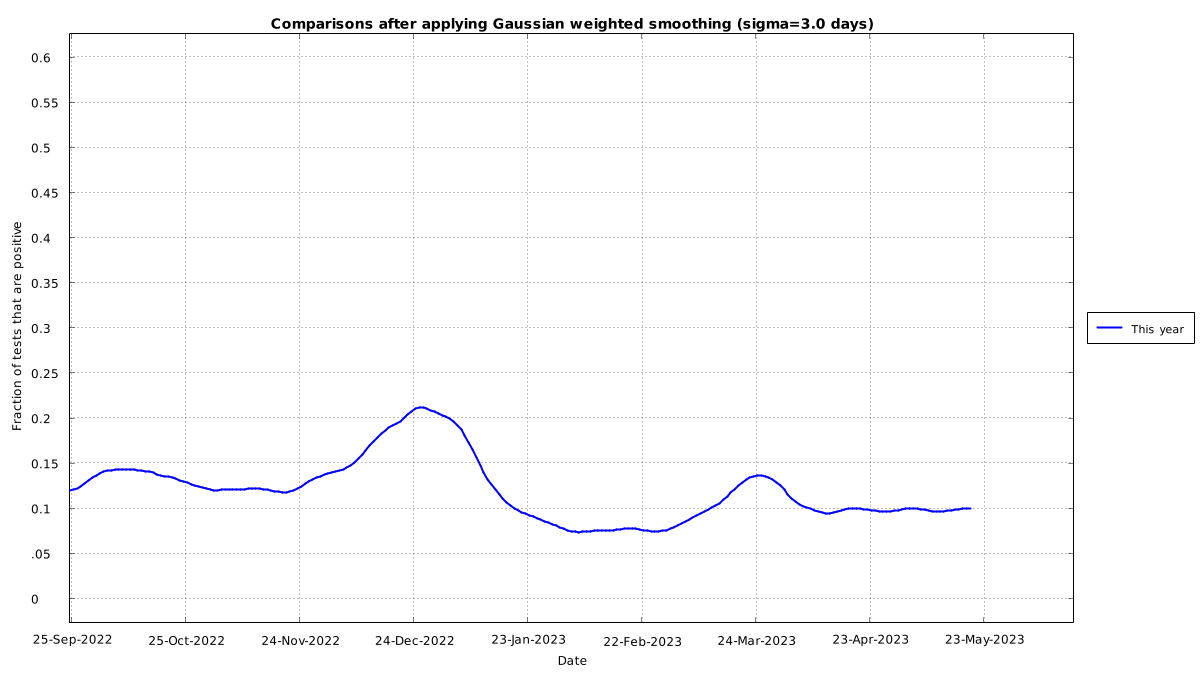 Comparisons after applying Gaussian weighted smoothing (sigma=3.0 days)
0.6
0.55
0.5
0.45
0.4
0.35
0.3
0.25
0.2
0.15
0.1
.05
0
Fraction of tests that are positive
This year
25-Sep-2022 25-Oct-2022 24-Nov-2022 24-Dec-2022 23-Jan-2023 22-Feb-2023 24-Mar-2023 23-Apr-2023 23-May-2023
Date